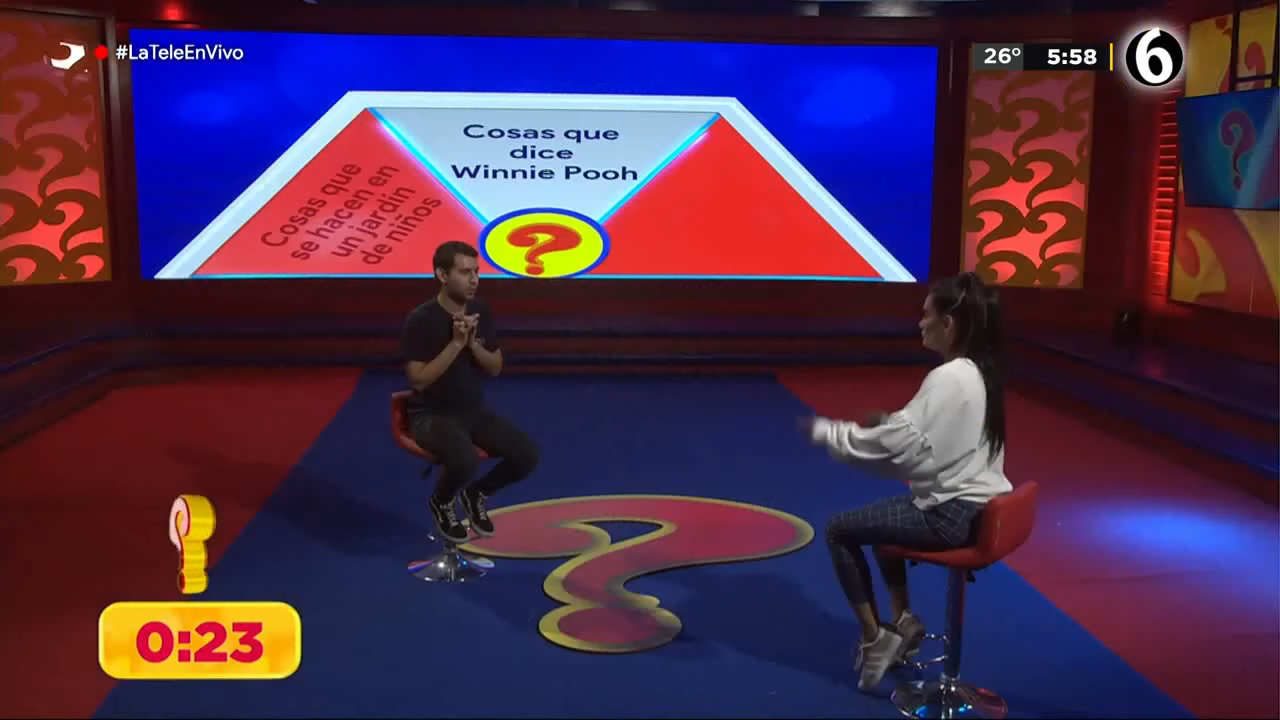 #LaTeleEnVivo
26° 5:58 6
Cosas que
dice
Winnie Pooh
Cosas que
se hacen en
un jardín
de niños
?
0:23